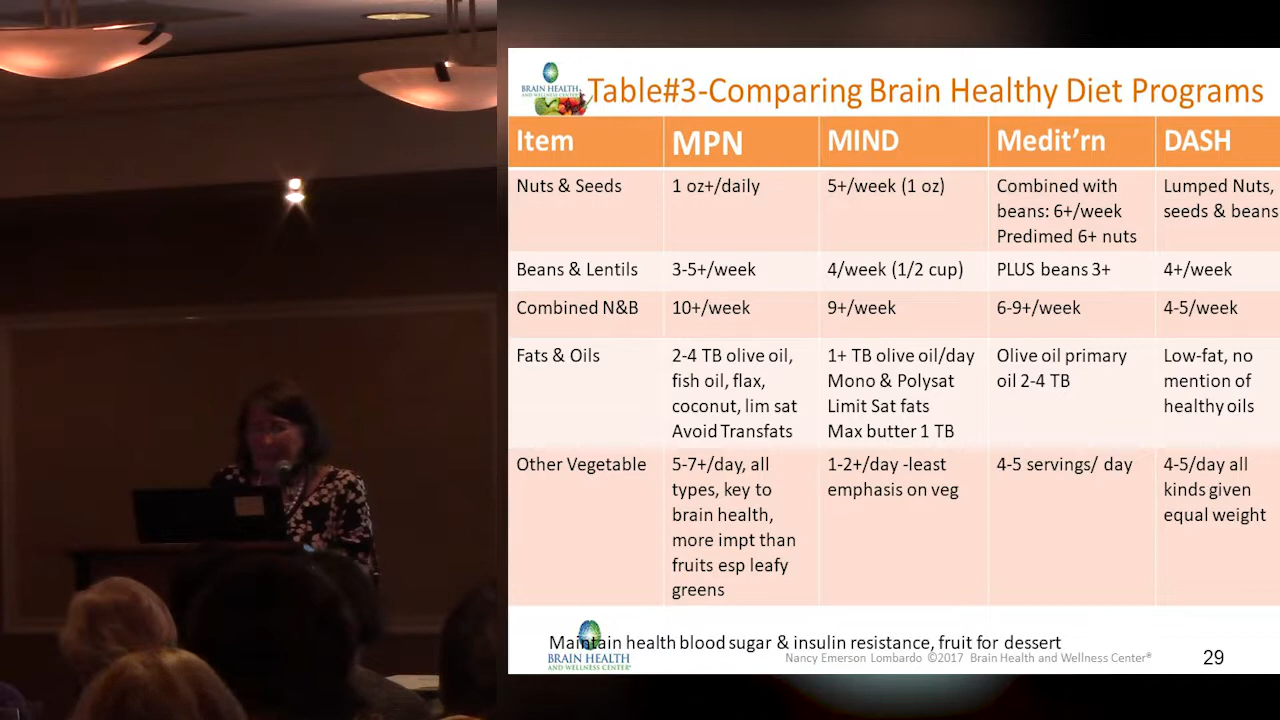 BRAIN HEALTH
AND WELLNESS CENTER
Table#3-Comparing Brain Healthy Diet Programs
Item MPN MIND Medit'rn DASH
Nuts & Seeds
1 oz+/daily
5+/week (1 oz)
Combined with
beans: 6+/week
Predimed 6+ nuts
Lumped Nuts,
seeds & beans
Beans & Lentils
3-5+/week
4/week (1/2 cup)
PLUS beans 3+
4+/week
Combined N&B
10+/week
9+/week
6-9+/week
4-5/week
Fats & Oils
2-4 TB olive oil,
fish oil, flax,
coconut, lim sat
Avoid Transfats
1+ TB olive oil/day
Mono & Polysat
Limit Sat fats
Max butter 1 TB
Olive oil primary
oil 2-4 TB
Low-fat, no
mention of
healthy oils
Other Vegetable
5-7+/day, all
types, key to
brain health,
more impt than
fruits esp leafy
greens
1-2+/day -least
emphasis on veg
4-5 servings/ day
4-5/day all
kinds given
equal weight
Maintain health blood sugar & insulin resistance, fruit for dessert
BRAIN HEALTH
AND WELLNESS CENTER®
Nancy Emerson Lombardo ©2017 Brain Health and Wellness Center®
29